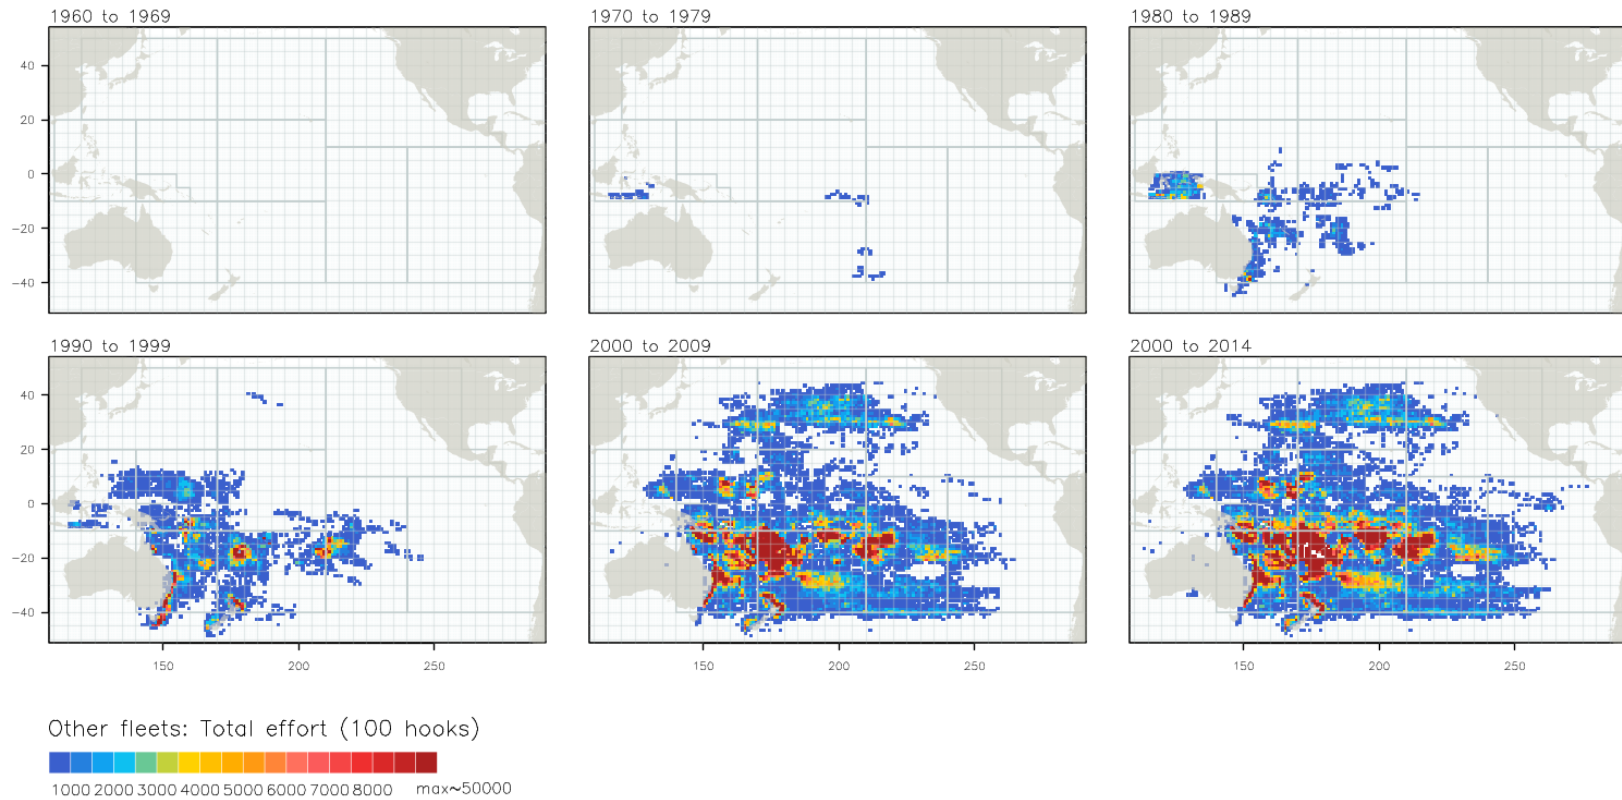 1960 to 1969
1970 to 1979
1980 to 1989
40
20
0
−20
−40
1990 to 1999
2000 to 2009
2000 to 2014
40
20
0
−20
−40
150 200 250
150 200 250
150 200 250
Other fleets: Total effort (100 hooks)
1000 2000 3000 4000 5000 6000 7000 8000 max~50000